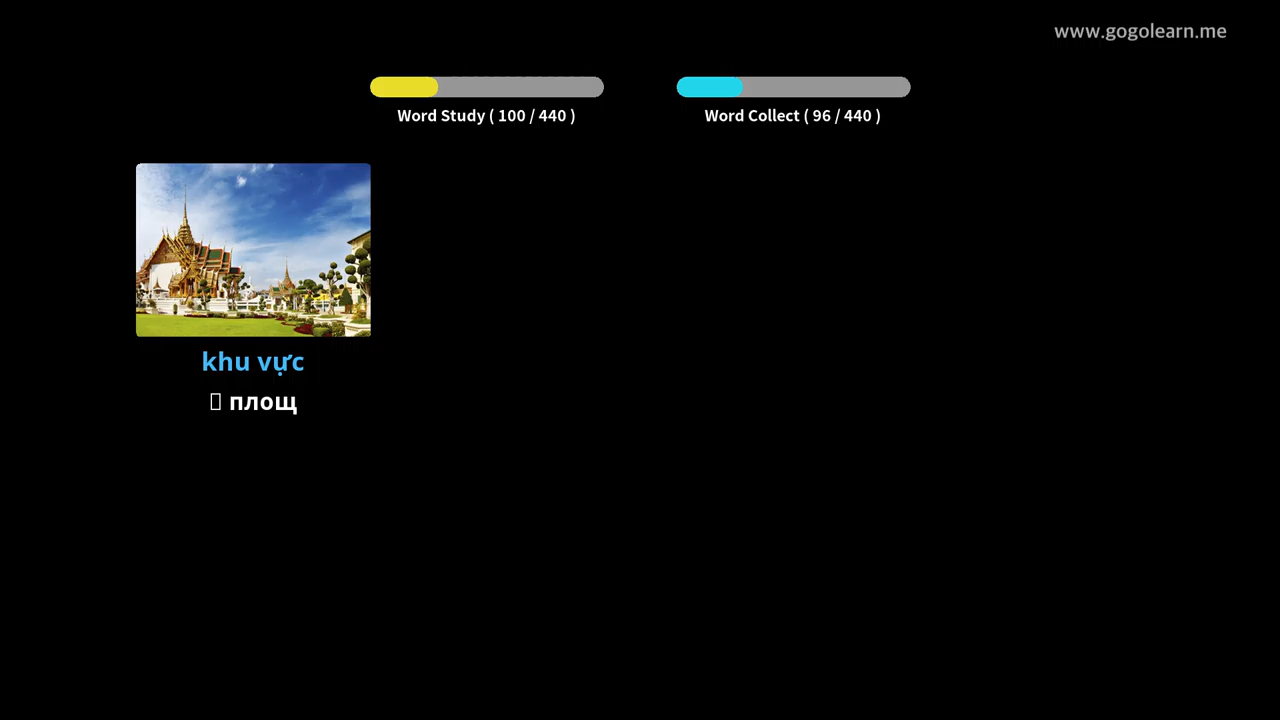 www.gogolearn.me
Word Study ( 100 / 440 )
Word Collect ( 96 / 440 )
khu vực
площ